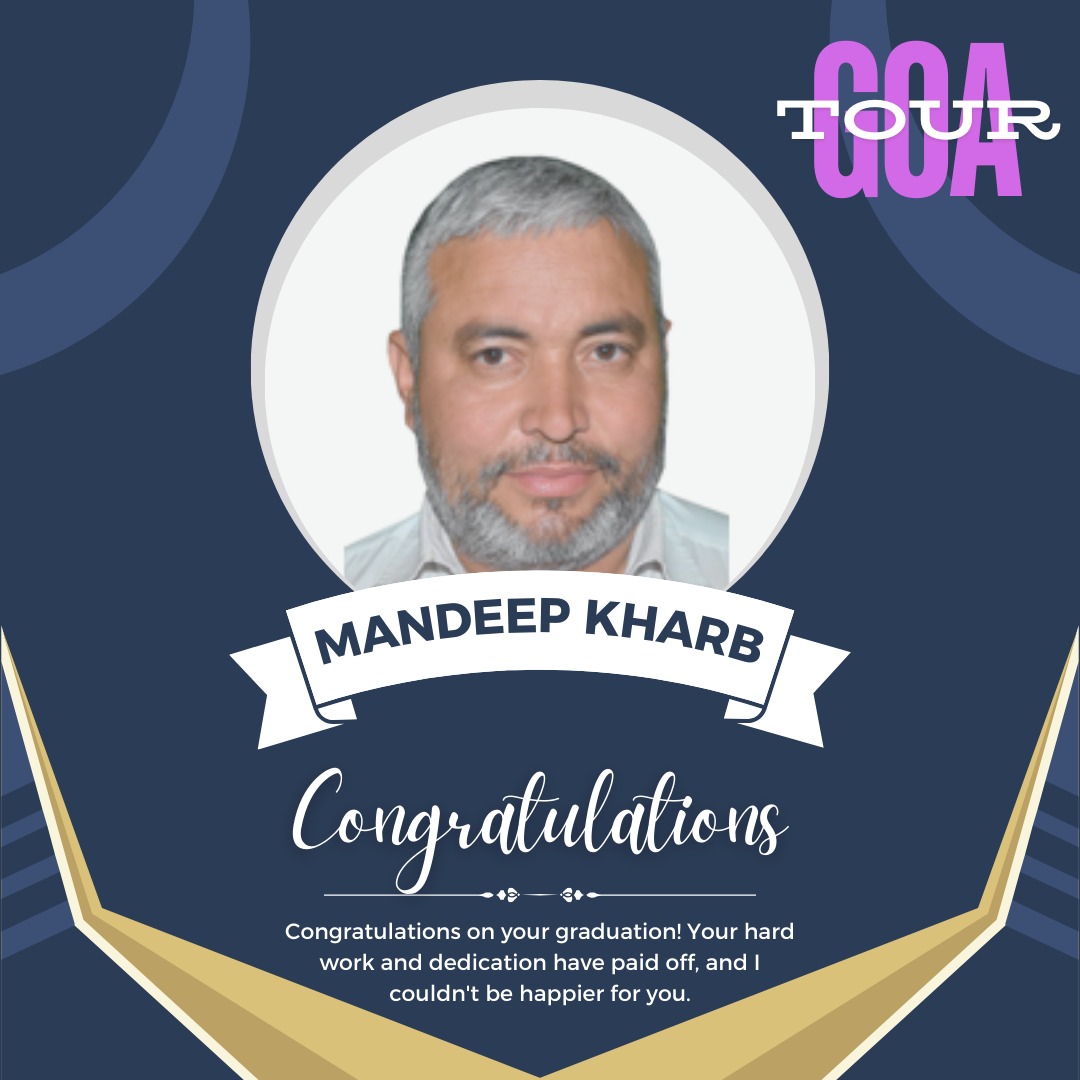 GOA
TOUR
MANDEEP KHARB
Congratulations
Congratulations on your graduation! Your hard
work and dedication have paid off, and I
couldn't be happier for you.